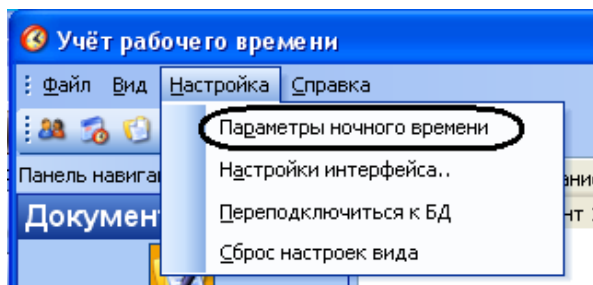 Учёт рабочего времени
Файл Вид Настройка Справка
Параметры ночного времени
Настройки интерфейса..
Панель навига
Докумен
Переподключиться к БД
Сброс настроек вида